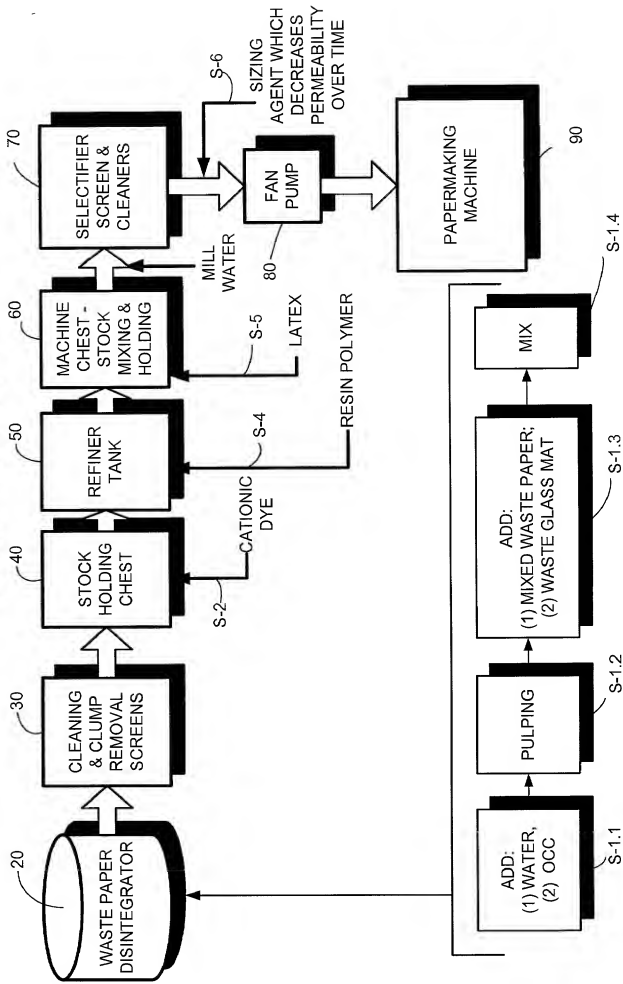 20
WASTE PAPER
DISINTEGRATOR
30
CLEANING
& CLUMP
REMOVAL
SCREENS
40
STOCK
HOLDING
CHEST
S-2
CATIONIC
DYE
50
REFINER
TANK
S-4
RESIN POLYMER
60
MACHINE
CHEST -
STOCK
MIXING &
HOLDING
S-5
LATEX
MILL
WATER
70
SELECTIFIER
SCREEN &
CLEANERS
S-6
SIZING
AGENT WHICH
DECREASES
PERMEABILITY
OVER TIME
FAN
PUMP
80
PAPERMAKING
MACHINE
90
ADD:
(1) WATER,
(2) OCC
S-1.1
PULPING
S-1.2
ADD:
(1) MIXED WASTE PAPER;
(2) WASTE GLASS MAT
S-1.3
MIX
S-1.4